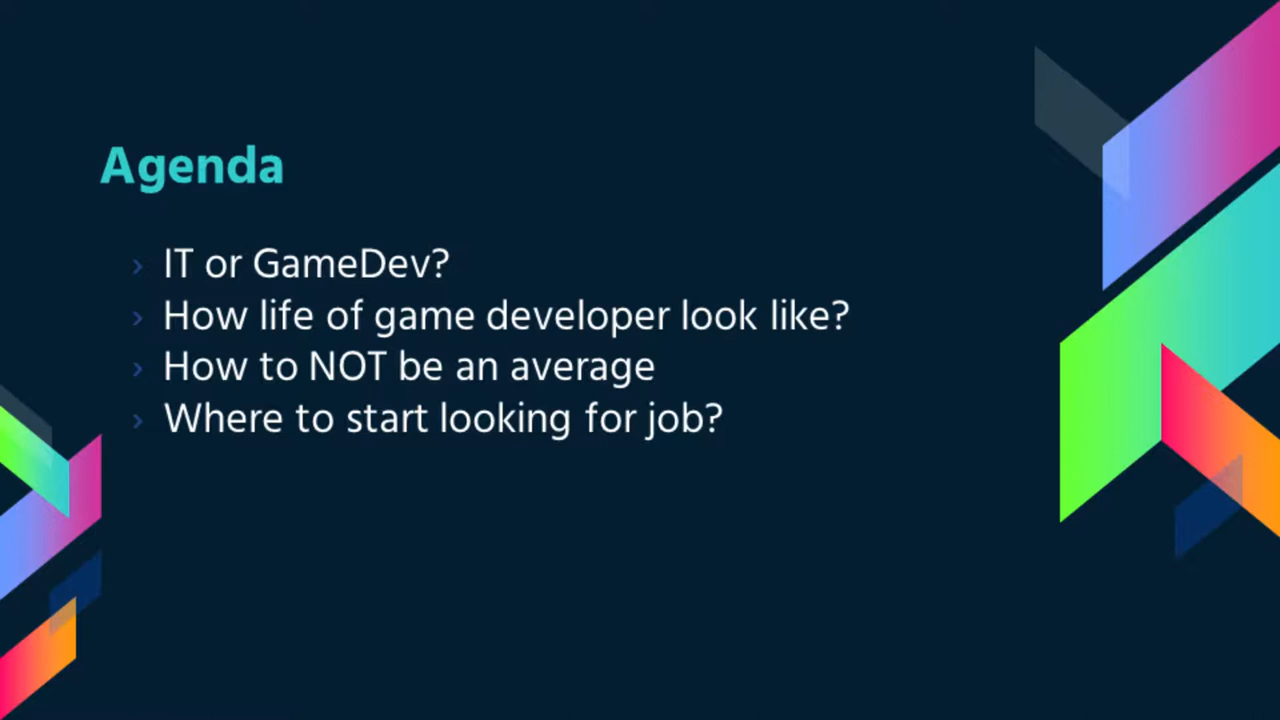 Agenda
› IT or GameDev?
› How life of game developer look like?
› How to NOT be an average
› Where to start looking for job?